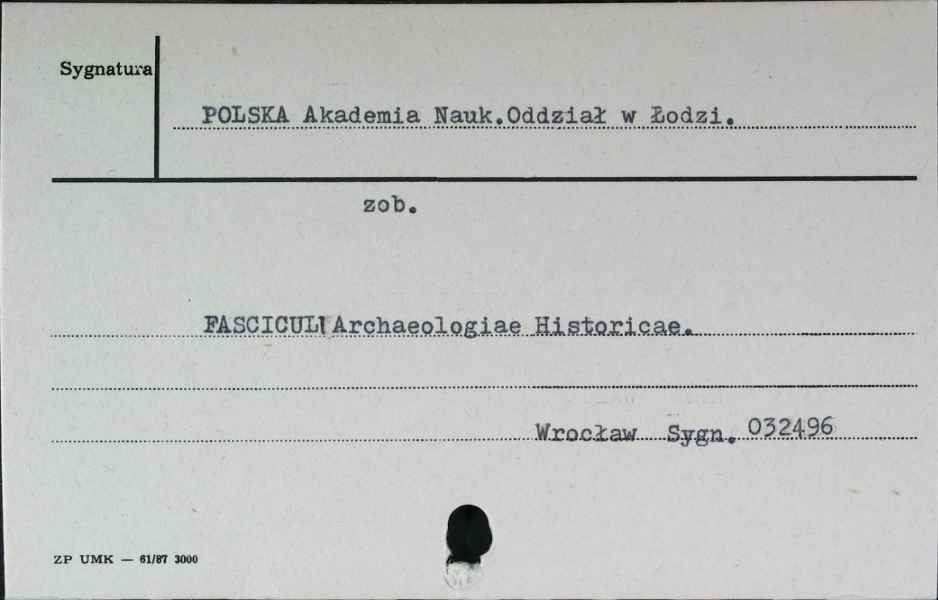 Sygnatura
POLSKA Akademia Nauk.Oddział w Łodzi.
zob.
FASCICULI Archaeologiae Historicae.
Wrocław Sygn. 032496
ZP UMK — 61/87 3000